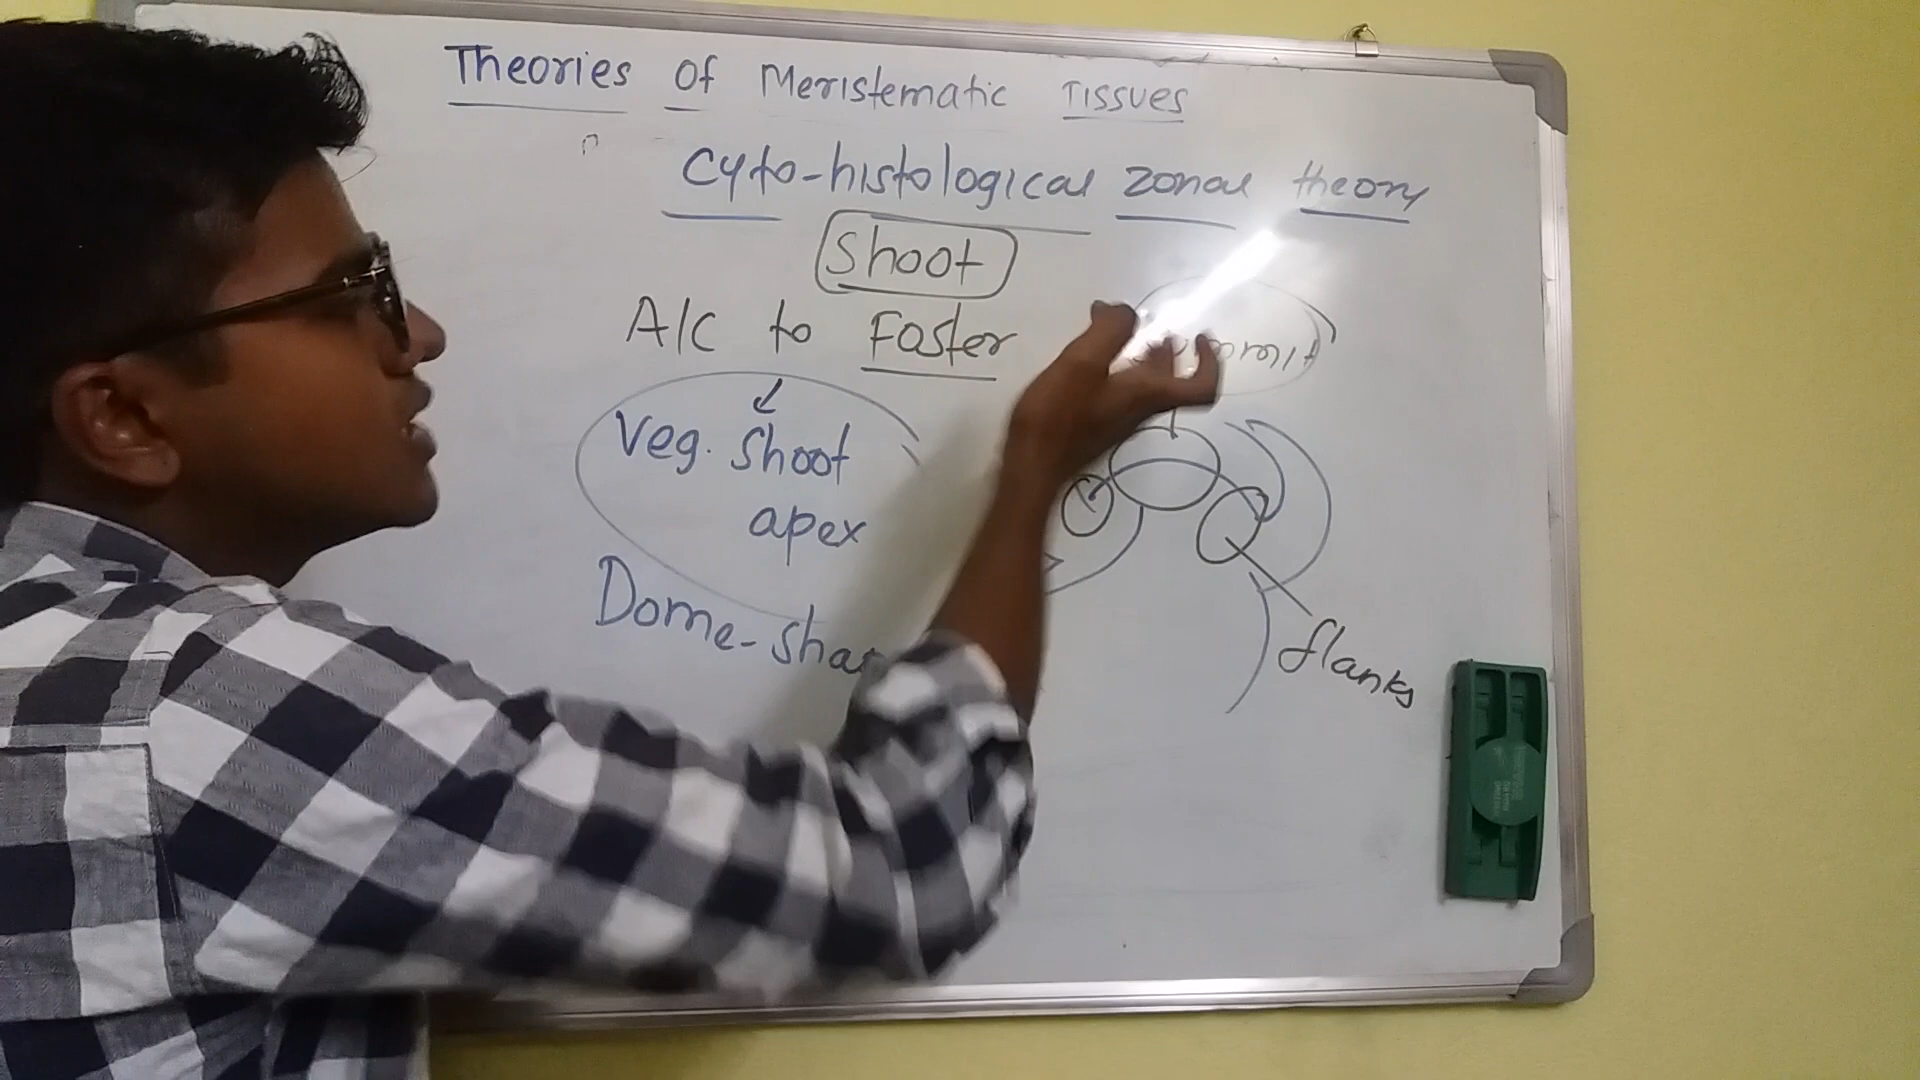 Theories of Meristematic Tissues
Cyto-histological zonal theory
Shoot
A/C to Foster
Veg. Shoot
apex
Dome-sha
flanks